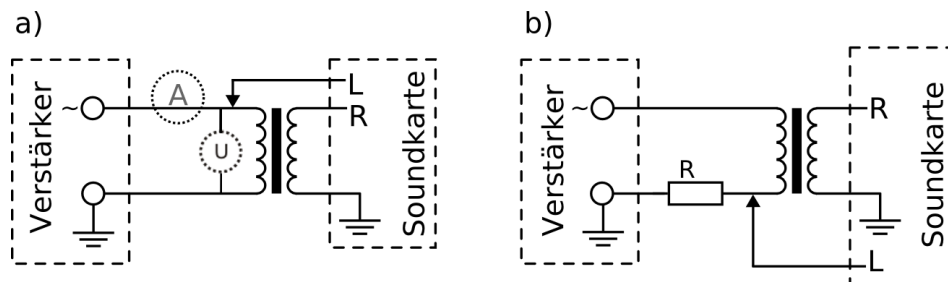 a)
Verstärker
~
A
U
L
R
Soundkarte
b)
Verstärker
~
R
R
L
Soundkarte